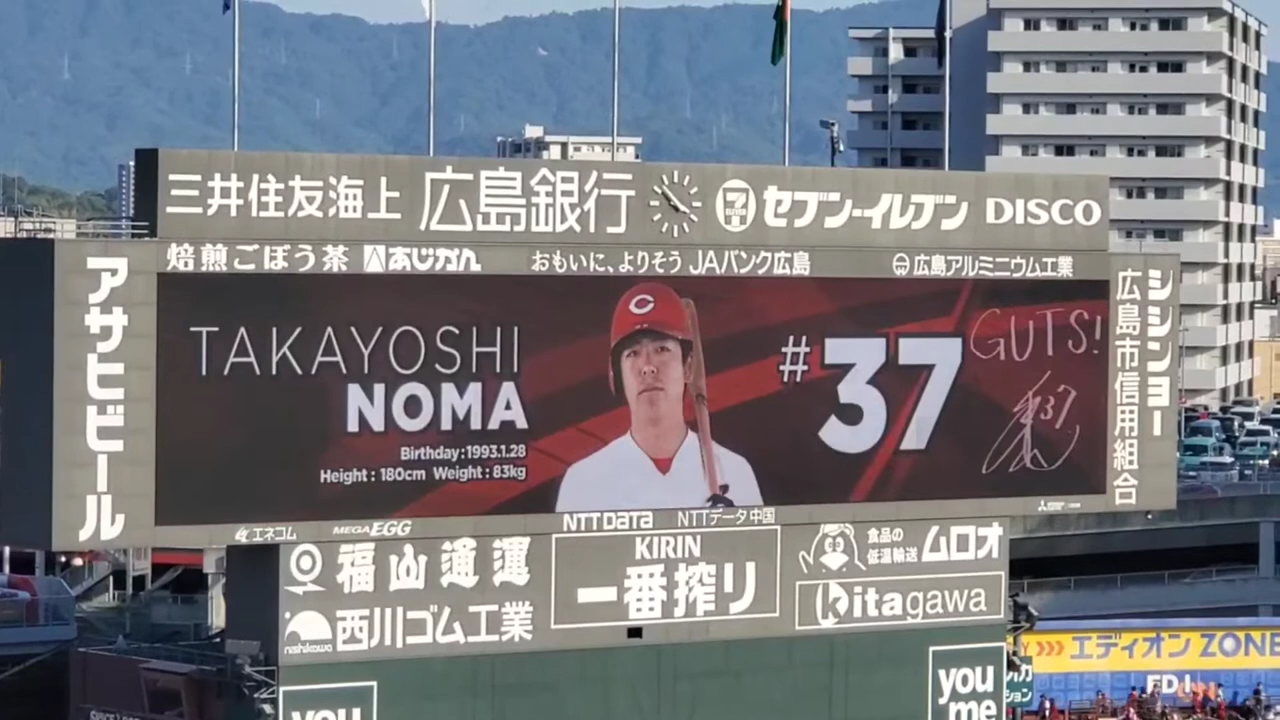 三井住友海上 広島銀行 セブン-イレブン DISCO
焙煎ごぼう茶 あじかん おもいに、よりそう JAバンク広島 広島アルミニウム工業
アサヒビール
TAKAYOSHI
NOMA
Birthday:1993.1.28
Height: 180cm Weight: 83kg
C
#37
GUTS!
37
シシンヨー
広島市信用組合
エネコム MEGA EGG NTT DATA NTTデータ中国
福山通運
nishikawa 西川ゴム工業
KIRIN
一番搾り
食品の
低温輸送 ムロオ
kitagawa
エディオン ZONE
EDION
you
me
you